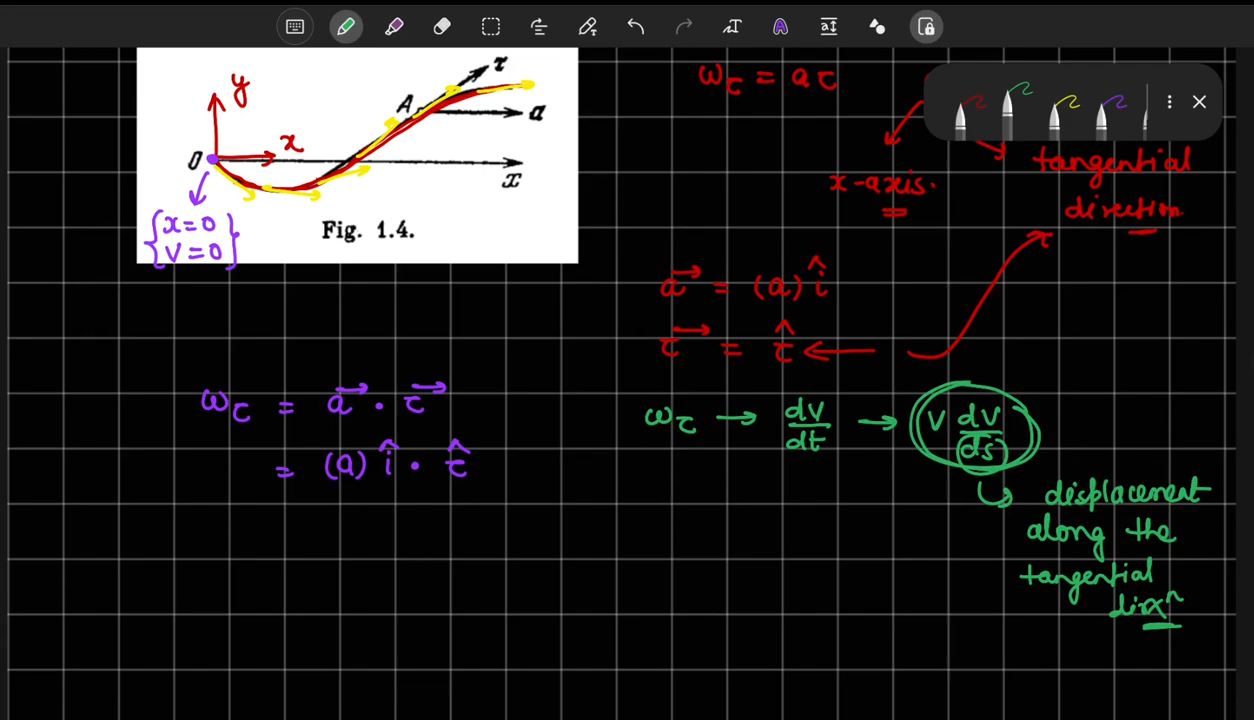 y
A
τ
a
O
x
x
{x=0
v=0}
Fig. 1.4.
ω_τ = aτ
x-axis.
tangential
direction
a⃗ = (a) î
τ⃗ = τ̂
ω_τ = a⃗ · τ⃗
= (a) î · τ̂
ω_τ → dv/dt → v dv/ds
displacement
along the
tangential
dirxⁿ